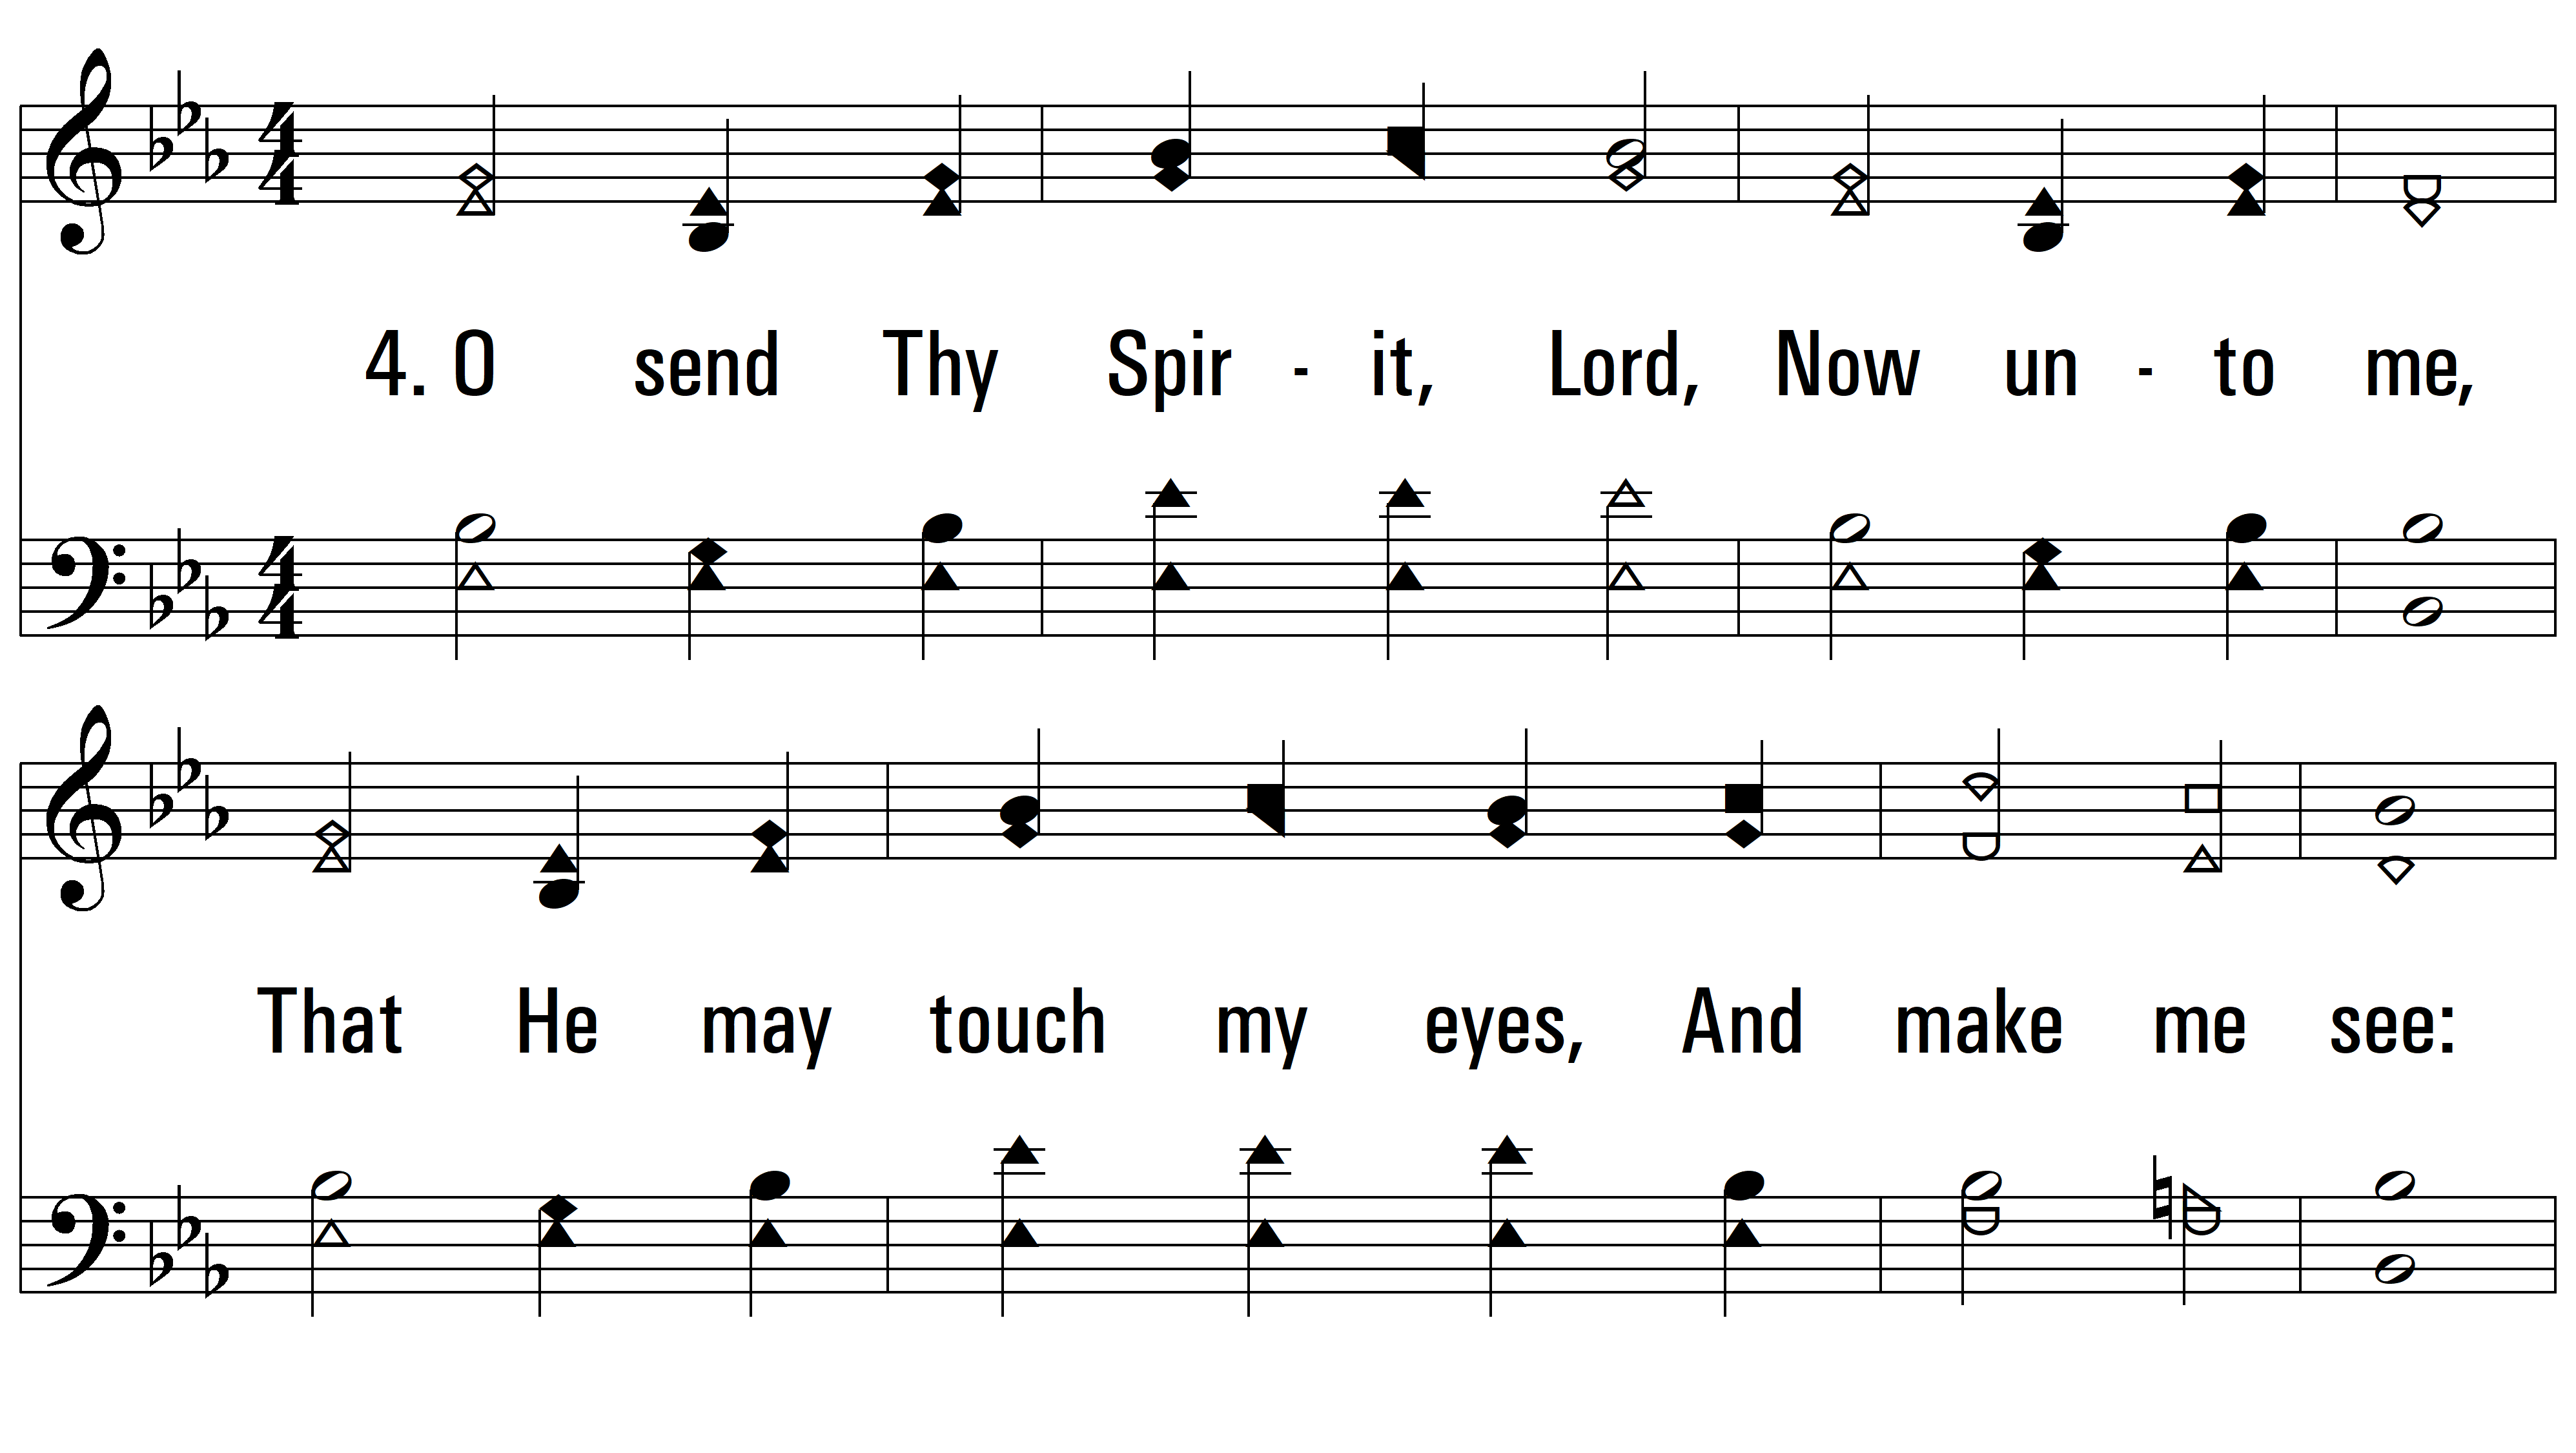 4. O send Thy Spir - it, Lord, Now un - to me,
That He may touch my eyes, And make me see: